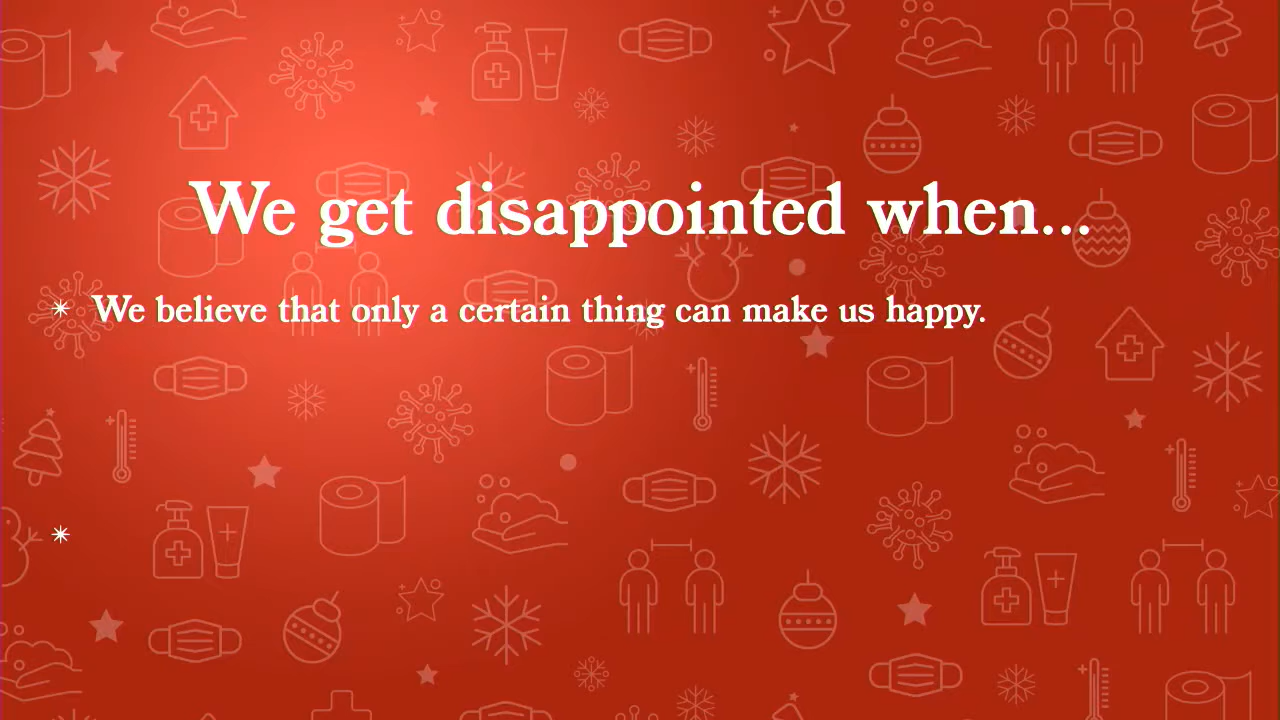 We get disappointed when...
We believe that only a certain thing can make us happy.